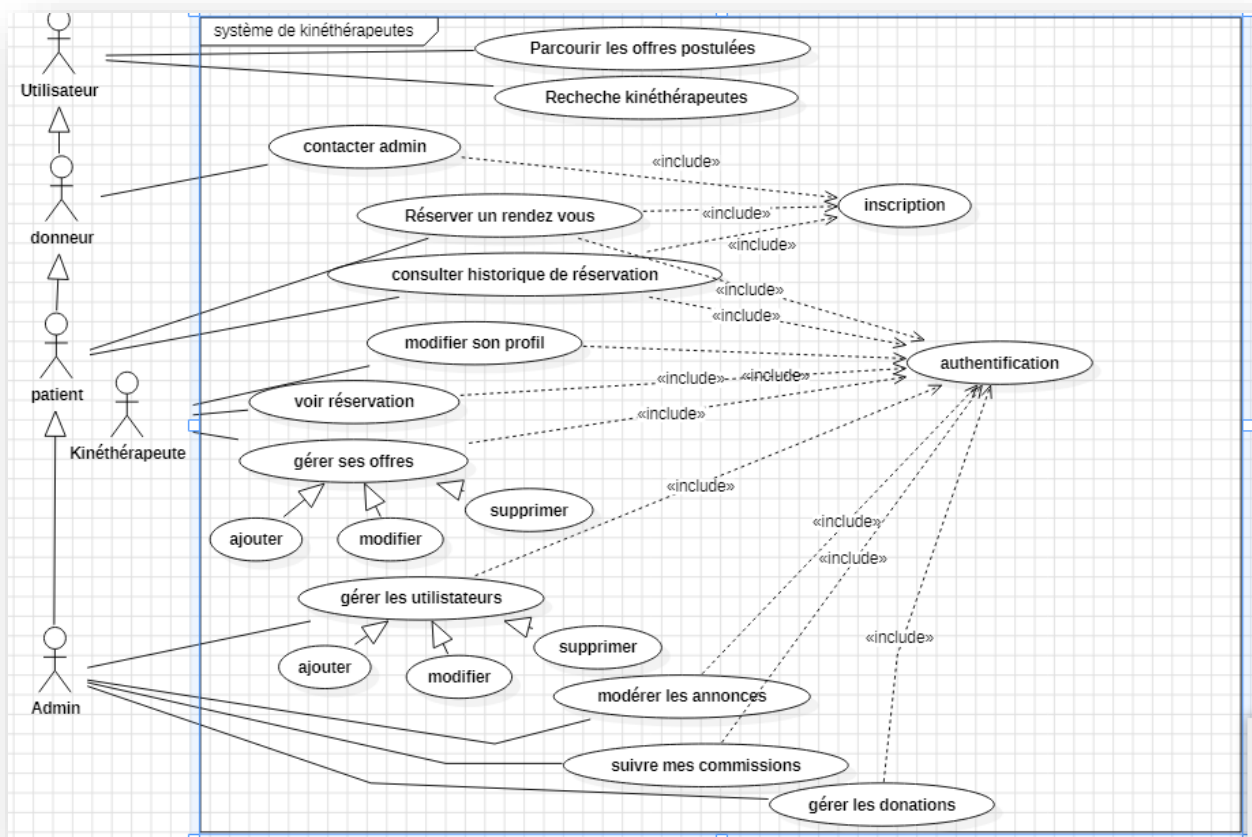 système de kinéthérapeutes
Parcourir les offres postulées
Utilisateur
Recheche kinéthérapeutes
contacter admin
«include»
inscription
Réserver un rendez vous
«include»
donneur
«include»
consulter historique de réservation
«include»
«include»
modifier son profil
authentification
patient
«include»
«include»
voir réservation
«include»
Kinéthérapeute
gérer ses offres
«include»
supprimer
ajouter
modifier
«include»
«include»
gérer les utilistateurs
«include»
supprimer
ajouter
modifier
modérer les annonces
Admin
suivre mes commissions
gérer les donations